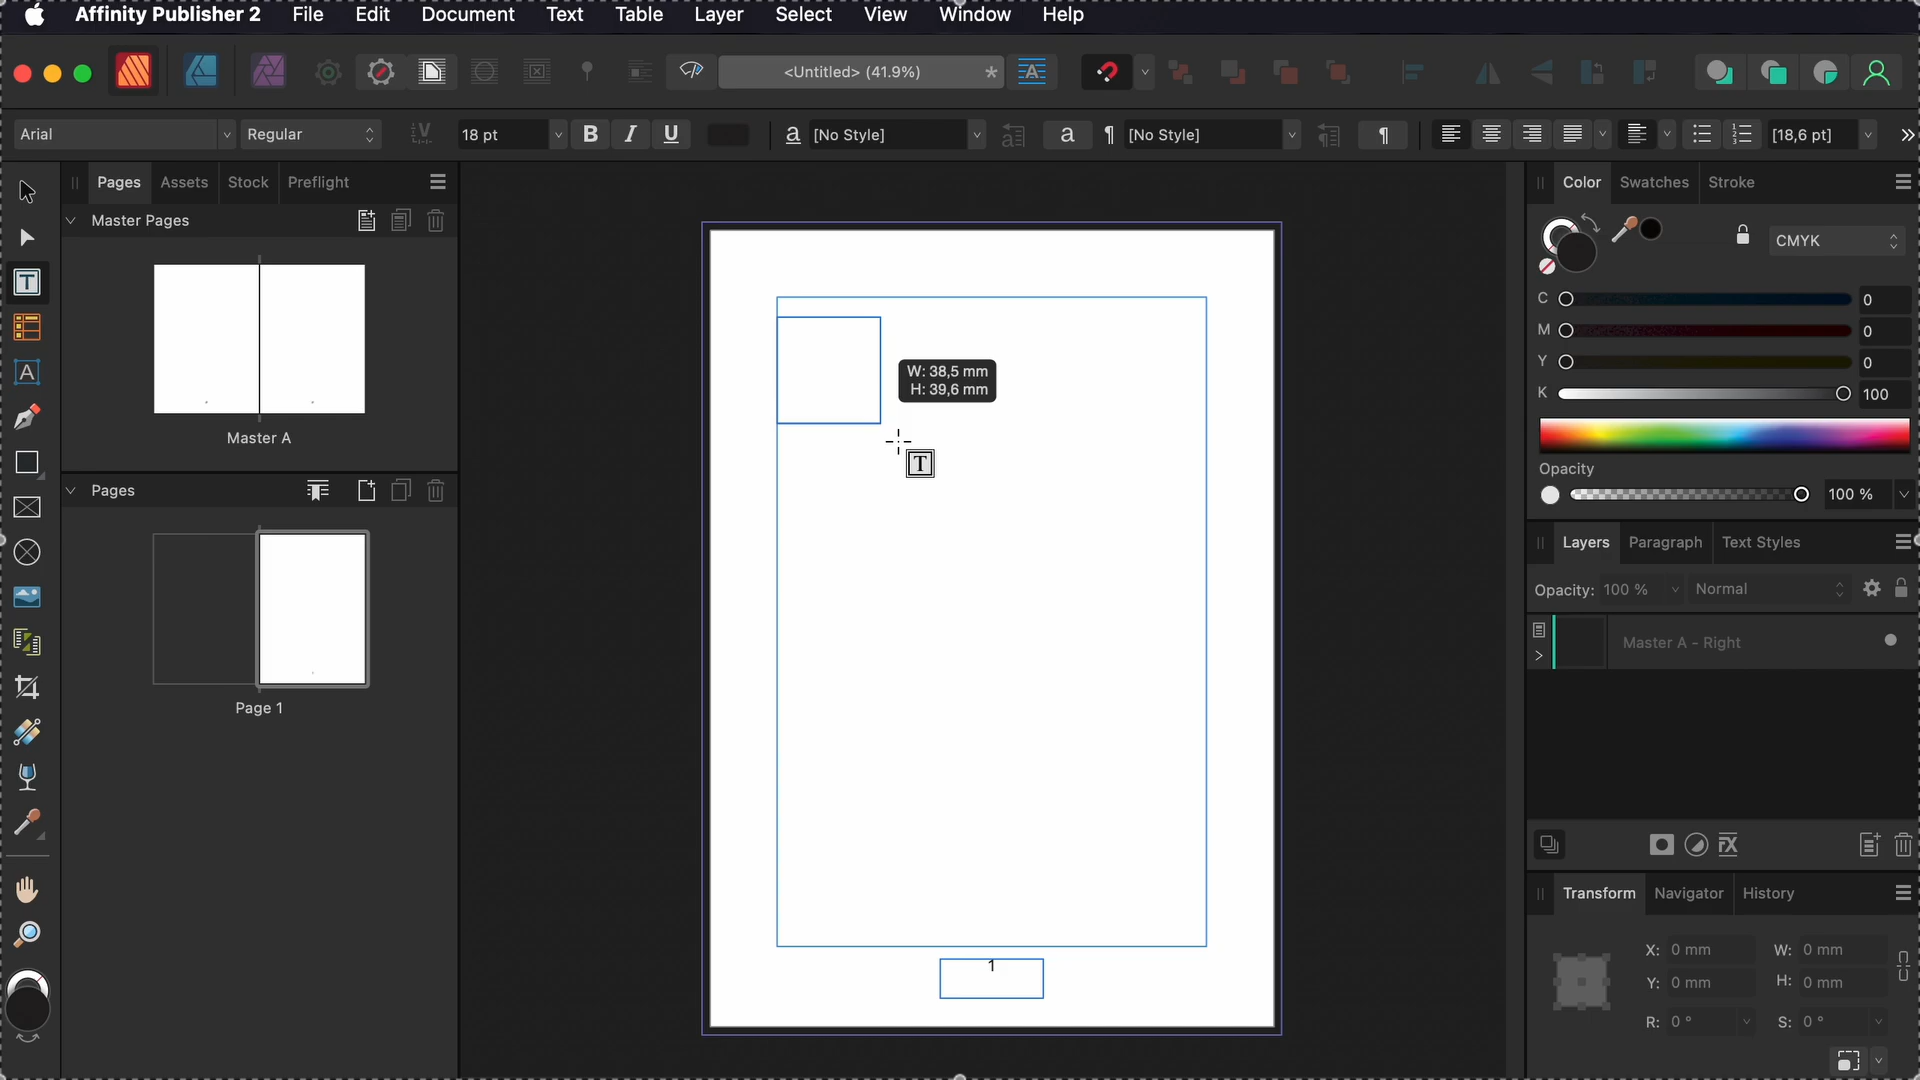 Affinity Publisher 2 File Edit Document Text Table Layer Select View Window Help
<Untitled> (41.9%) *
Arial Regular 18 pt B I U a [No Style] a ¶ [No Style] ¶ [18,6 pt]
Pages Assets Stock Preflight
Master Pages
Master A
Pages
Page 1
W: 38,5 mm
H: 39,6 mm
T
1
Color Swatches Stroke
CMYK
C 0
M 0
Y 0
K 100
Opacity
100 %
Layers Paragraph Text Styles
Opacity: 100 % Normal
Master A - Right
Transform Navigator History
X: 0 mm W: 0 mm
Y: 0 mm H: 0 mm
R: 0 ° S: 0 °